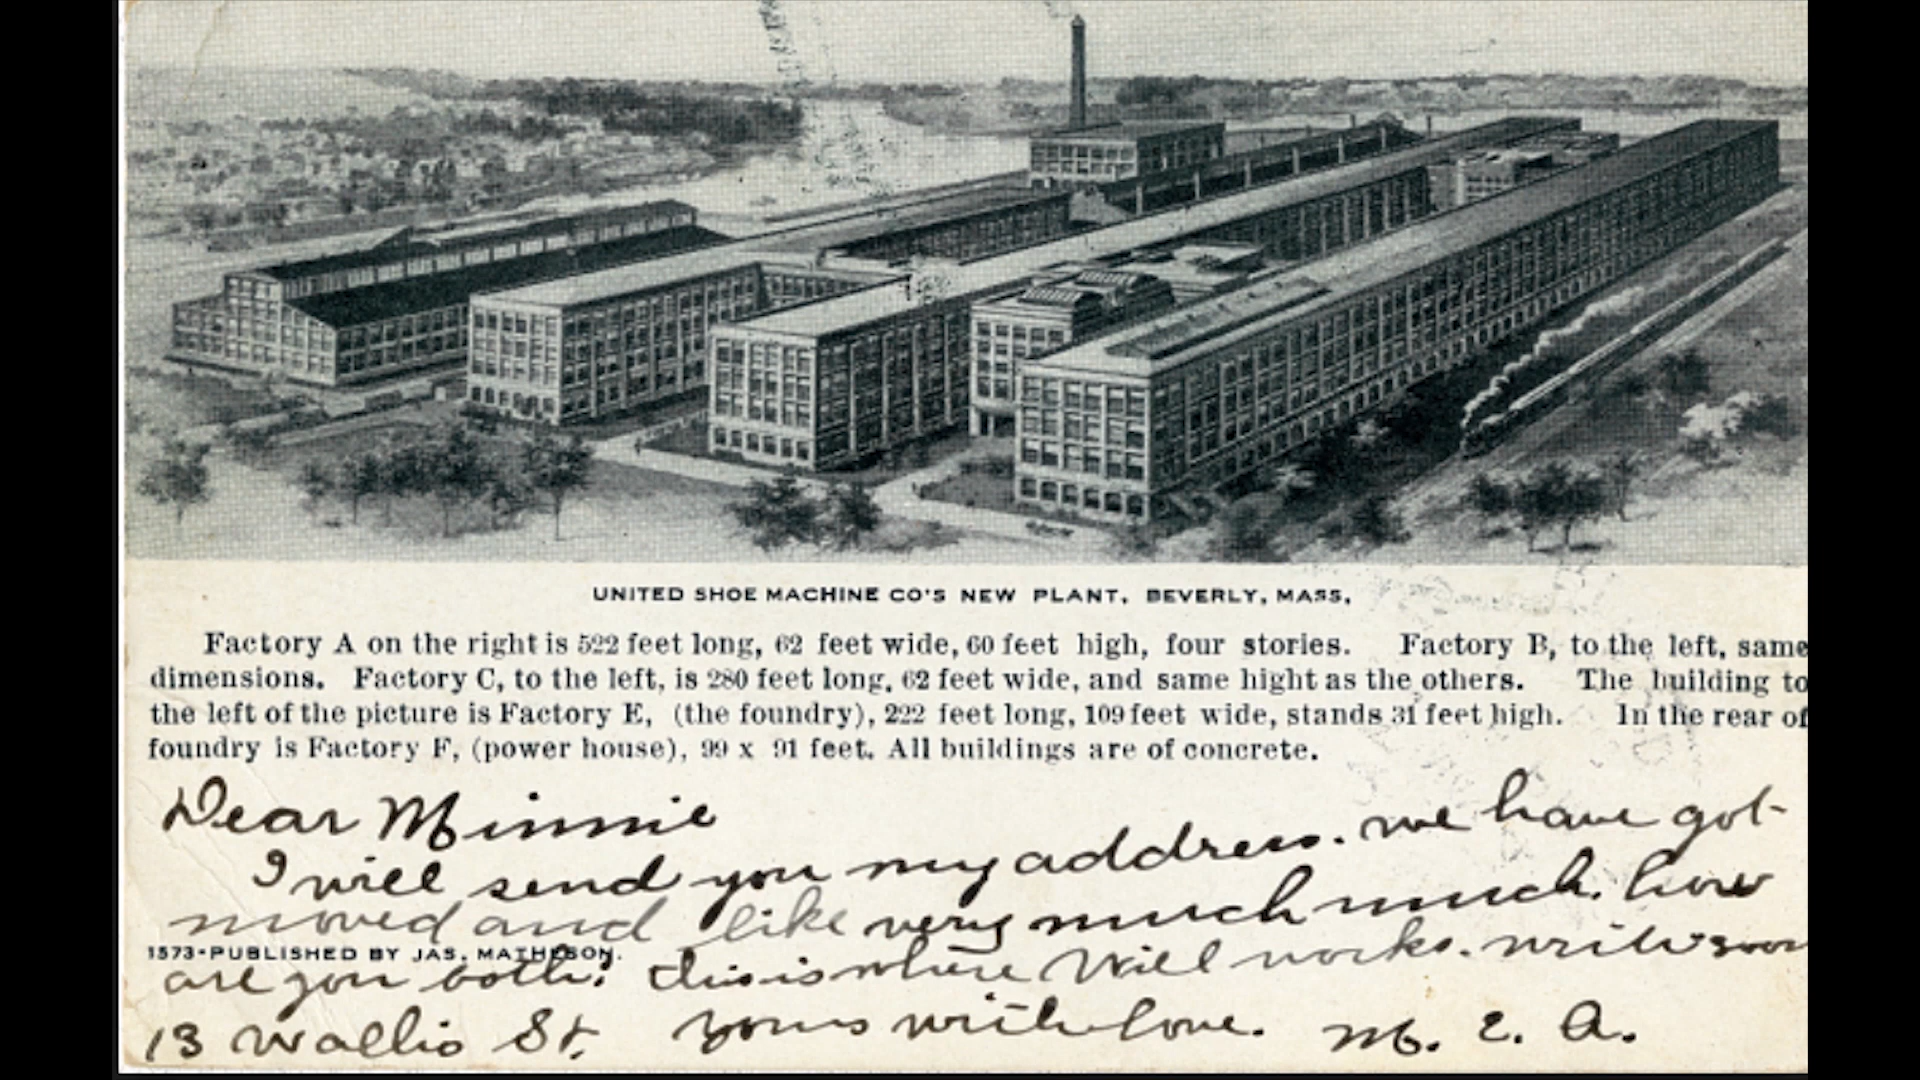 UNITED SHOE MACHINE CO'S NEW PLANT, BEVERLY, MASS,
Factory A on the right is 522 feet long, 62 feet wide, 60 feet high, four stories. Factory B, to the left, same
dimensions. Factory C, to the left, is 280 feet long, 62 feet wide, and same hight as the others. The building to
the left of the picture is Factory E, (the foundry), 222 feet long, 109 feet wide, stands 31 feet high. In the rear of
foundry is Factory F, (power house), 99 x 91 feet. All buildings are of concrete.
Dear Minnie
I will send you my address. we have got
moved and like very much much. how
1573-PUBLISHED BY JAS. MATHESON.
are you both? this is where Will works. write soon
13 Wallis St. yours with love. M. E. A.